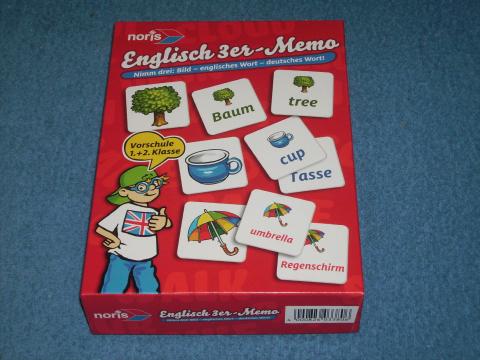 noris
Englisch 3er-Memo
Nimm drei: Bild – englisches Wort – deutsches Wort!
Baum
tree
Vorschule
1.+2. Klasse
cup
Tasse
umbrella
Regenschirm
noris
Englisch 3er-Memo